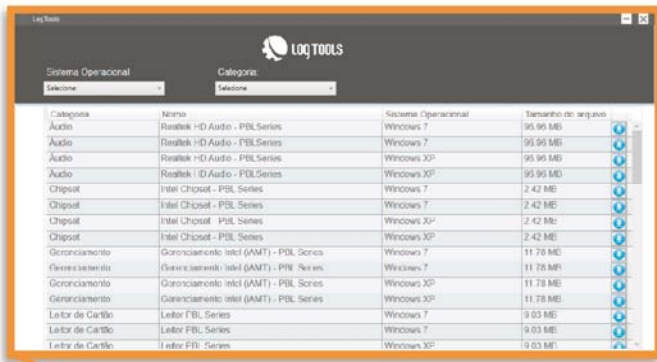 LogTools
LOG TOOLS
Sistema Operacional Categoria:
Selecione Selecione
Categoria Nome Sistema Operacional Tamanho do arquivo
Áudio Realtek HD Audio - PBLSeries Windows 7 96.96 MB
Áudio Realtek HD Audio - PBLSeries Windows 7 96.96 MB
Áudio Realtek HD Audio - PBLSeries Windows XP 96.96 MB
Áudio Realtek HD Audio - PBLSeries Windows XP 96.96 MB
Chipset Intel Chipset - PBL Series Windows 7 2.42 MB
Chipset Intel Chipset - PBL Series Windows 7 2.42 MB
Chipset Intel Chipset - PBL Series Windows XP 2.42 MB
Chipset Intel Chipset - PBL Series Windows XP 2.42 MB
Gerenciamento Gerenciamento Intel (iAMT) - PBL Series Windows 7 11.78 MB
Gerenciamento Gerenciamento Intel (iAMT) - PBL Series Windows 7 11.78 MB
Gerenciamento Gerenciamento Intel (iAMT) - PBL Series Windows XP 11.78 MB
Gerenciamento Gerenciamento Intel (iAMT) - PBL Series Windows XP 11.78 MB
Leitor de Cartão Leitor PBL Series Windows 7 9.03 MB
Leitor de Cartão Leitor PBL Series Windows 7 9.03 MB
Leitor de Cartão Leitor PBL Series Windows XP 9.03 MB